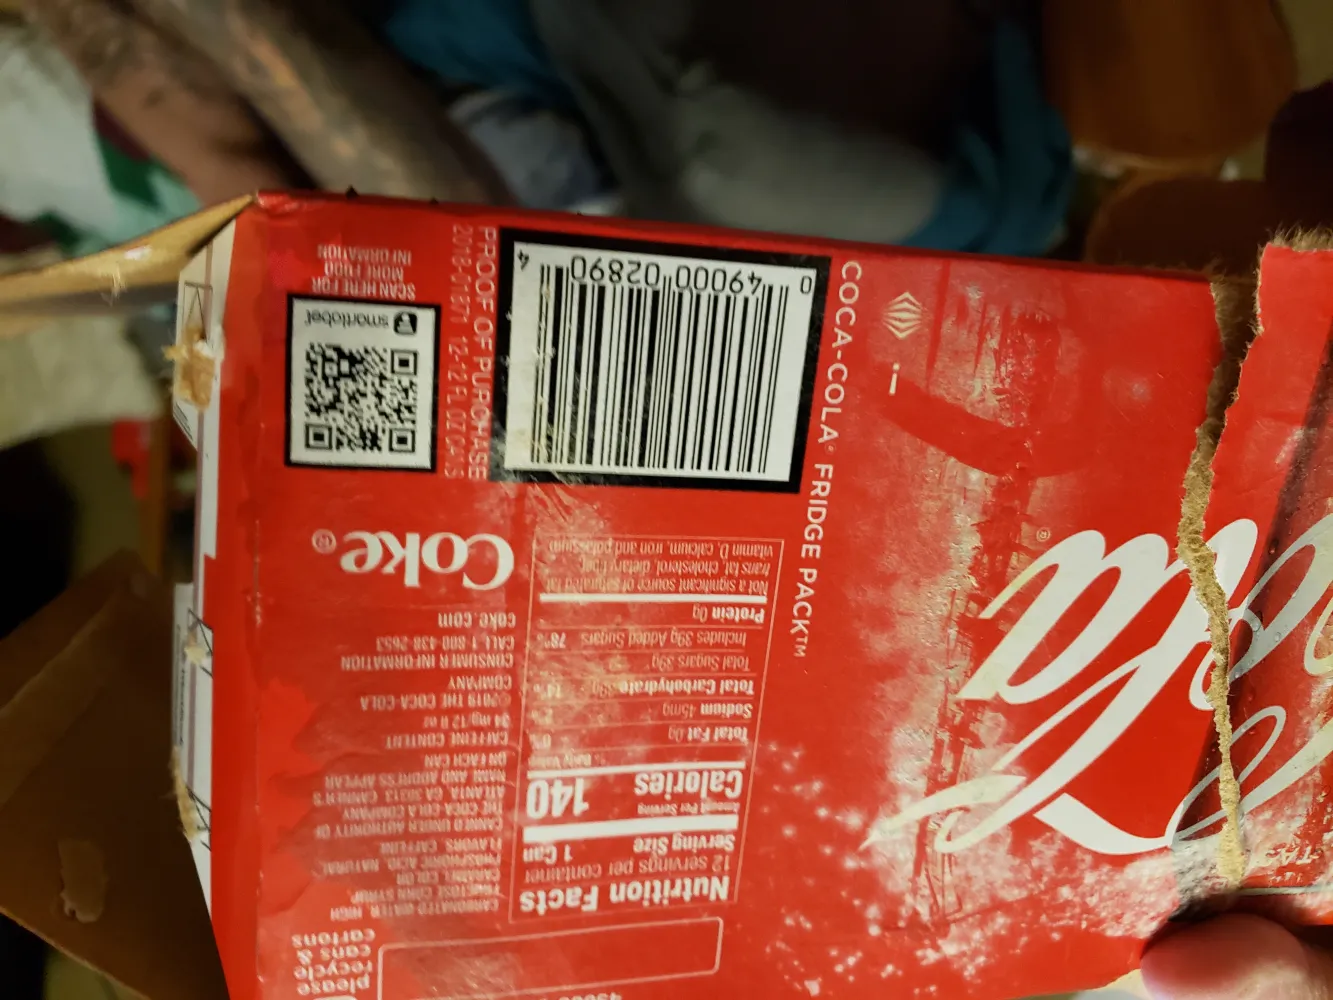 COCA-COLA® FRIDGE PACK™
0 49000 02890 4
PROOF OF PURCHASE
2018-01871 12-12 FL OZ CANS
SCAN HERE FOR
MORE FOOD
INFORMATION
smartlabel
Nutrition Facts
12 servings per container
Serving Size 1 Can
Amount Per Serving
Calories 140
% Daily Value
Total Fat 0g 0%
Sodium 45mg 2%
Total Carbohydrate 39g 14%
Total Sugars 39g
Includes 39g Added Sugars 78%
Protein 0g
Not a significant source of saturated fat,
trans fat, cholesterol, dietary fiber,
vitamin D, calcium, iron and potassium.
Coke®
CARBONATED WATER, HIGH
FRUCTOSE CORN SYRUP,
CARAMEL COLOR,
PHOSPHORIC ACID, NATURAL
FLAVORS, CAFFEINE.
CANNED UNDER AUTHORITY OF
THE COCA-COLA COMPANY,
ATLANTA, GA 30313. CANNER'S
NAME AND ADDRESS APPEAR
ON EACH CAN.
CAFFEINE CONTENT:
34 mg/12 fl oz
©2019 THE COCA-COLA
COMPANY
CONSUMER INFORMATION
CALL 1-800-438-2653
coke.com
please
recycle
cans &
cartons
®